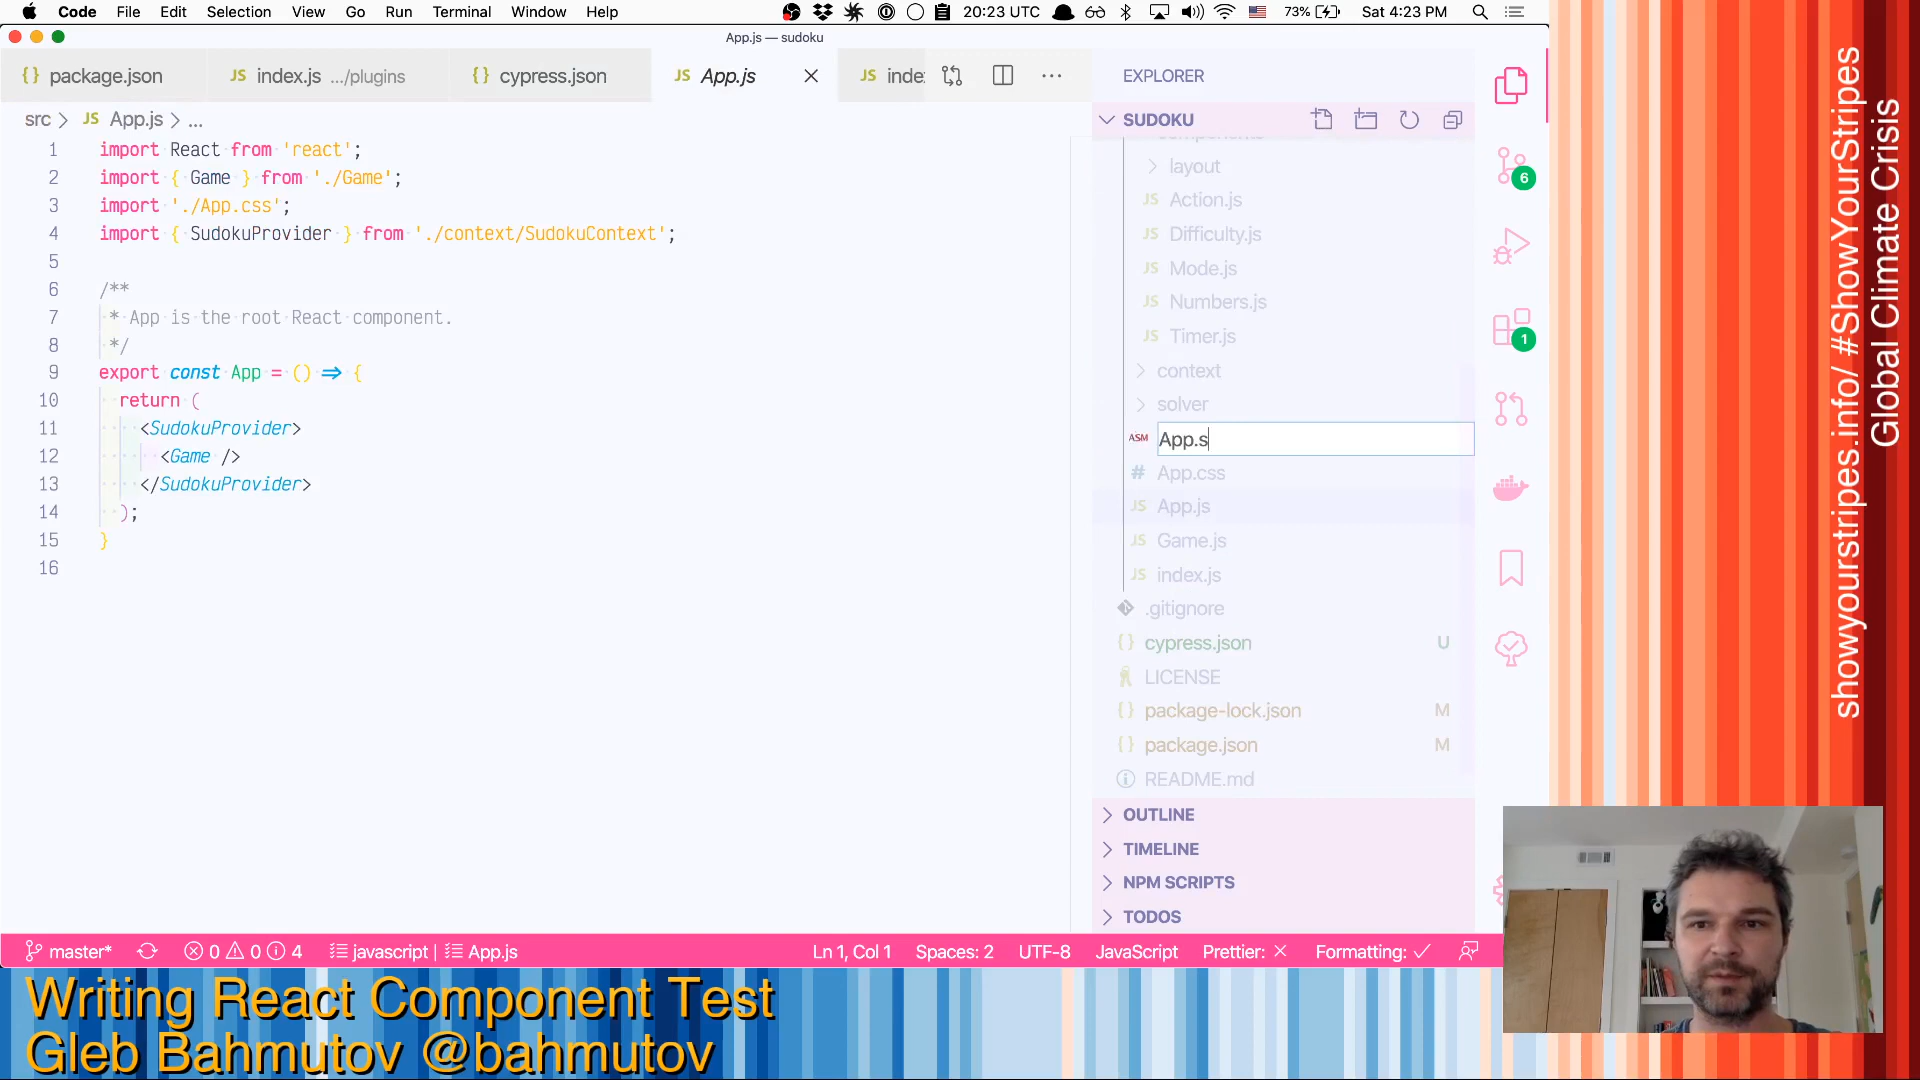 Code File Edit Selection View Go Run Terminal Window Help 20:23 UTC 73% Sat 4:23 PM
App.js — sudoku
{} package.json JS index.js .../plugins {} cypress.json JS App.js JS inde ...
src > JS App.js > ...
1 import React from 'react';
2 import { Game } from './Game';
3 import './App.css';
4 import { SudokuProvider } from './context/SudokuContext';
5
6 /**
7 * App is the root React component.
8 */
9 export const App = () => {
10 return (
11 <SudokuProvider>
12 <Game />
13 </SudokuProvider>
14 );
15 }
16
EXPLORER
SUDOKU
components
layout
JS Action.js
JS Difficulty.js
JS Mode.js
JS Numbers.js
JS Timer.js
context
solver
ASM App.s
# App.css
JS App.js
JS Game.js
JS index.js
.gitignore
{} cypress.json U
LICENSE
{} package-lock.json M
{} package.json M
README.md
OUTLINE
TIMELINE
NPM SCRIPTS
TODOS
6
1
master* 0 0 4 javascript | App.js Ln 1, Col 1 Spaces: 2 UTF-8 JavaScript Prettier: × Formatting: ✓
Writing React Component Test
Gleb Bahmutov @bahmutov
showyourstripes.info/ #ShowYourStripes
Global Climate Crisis